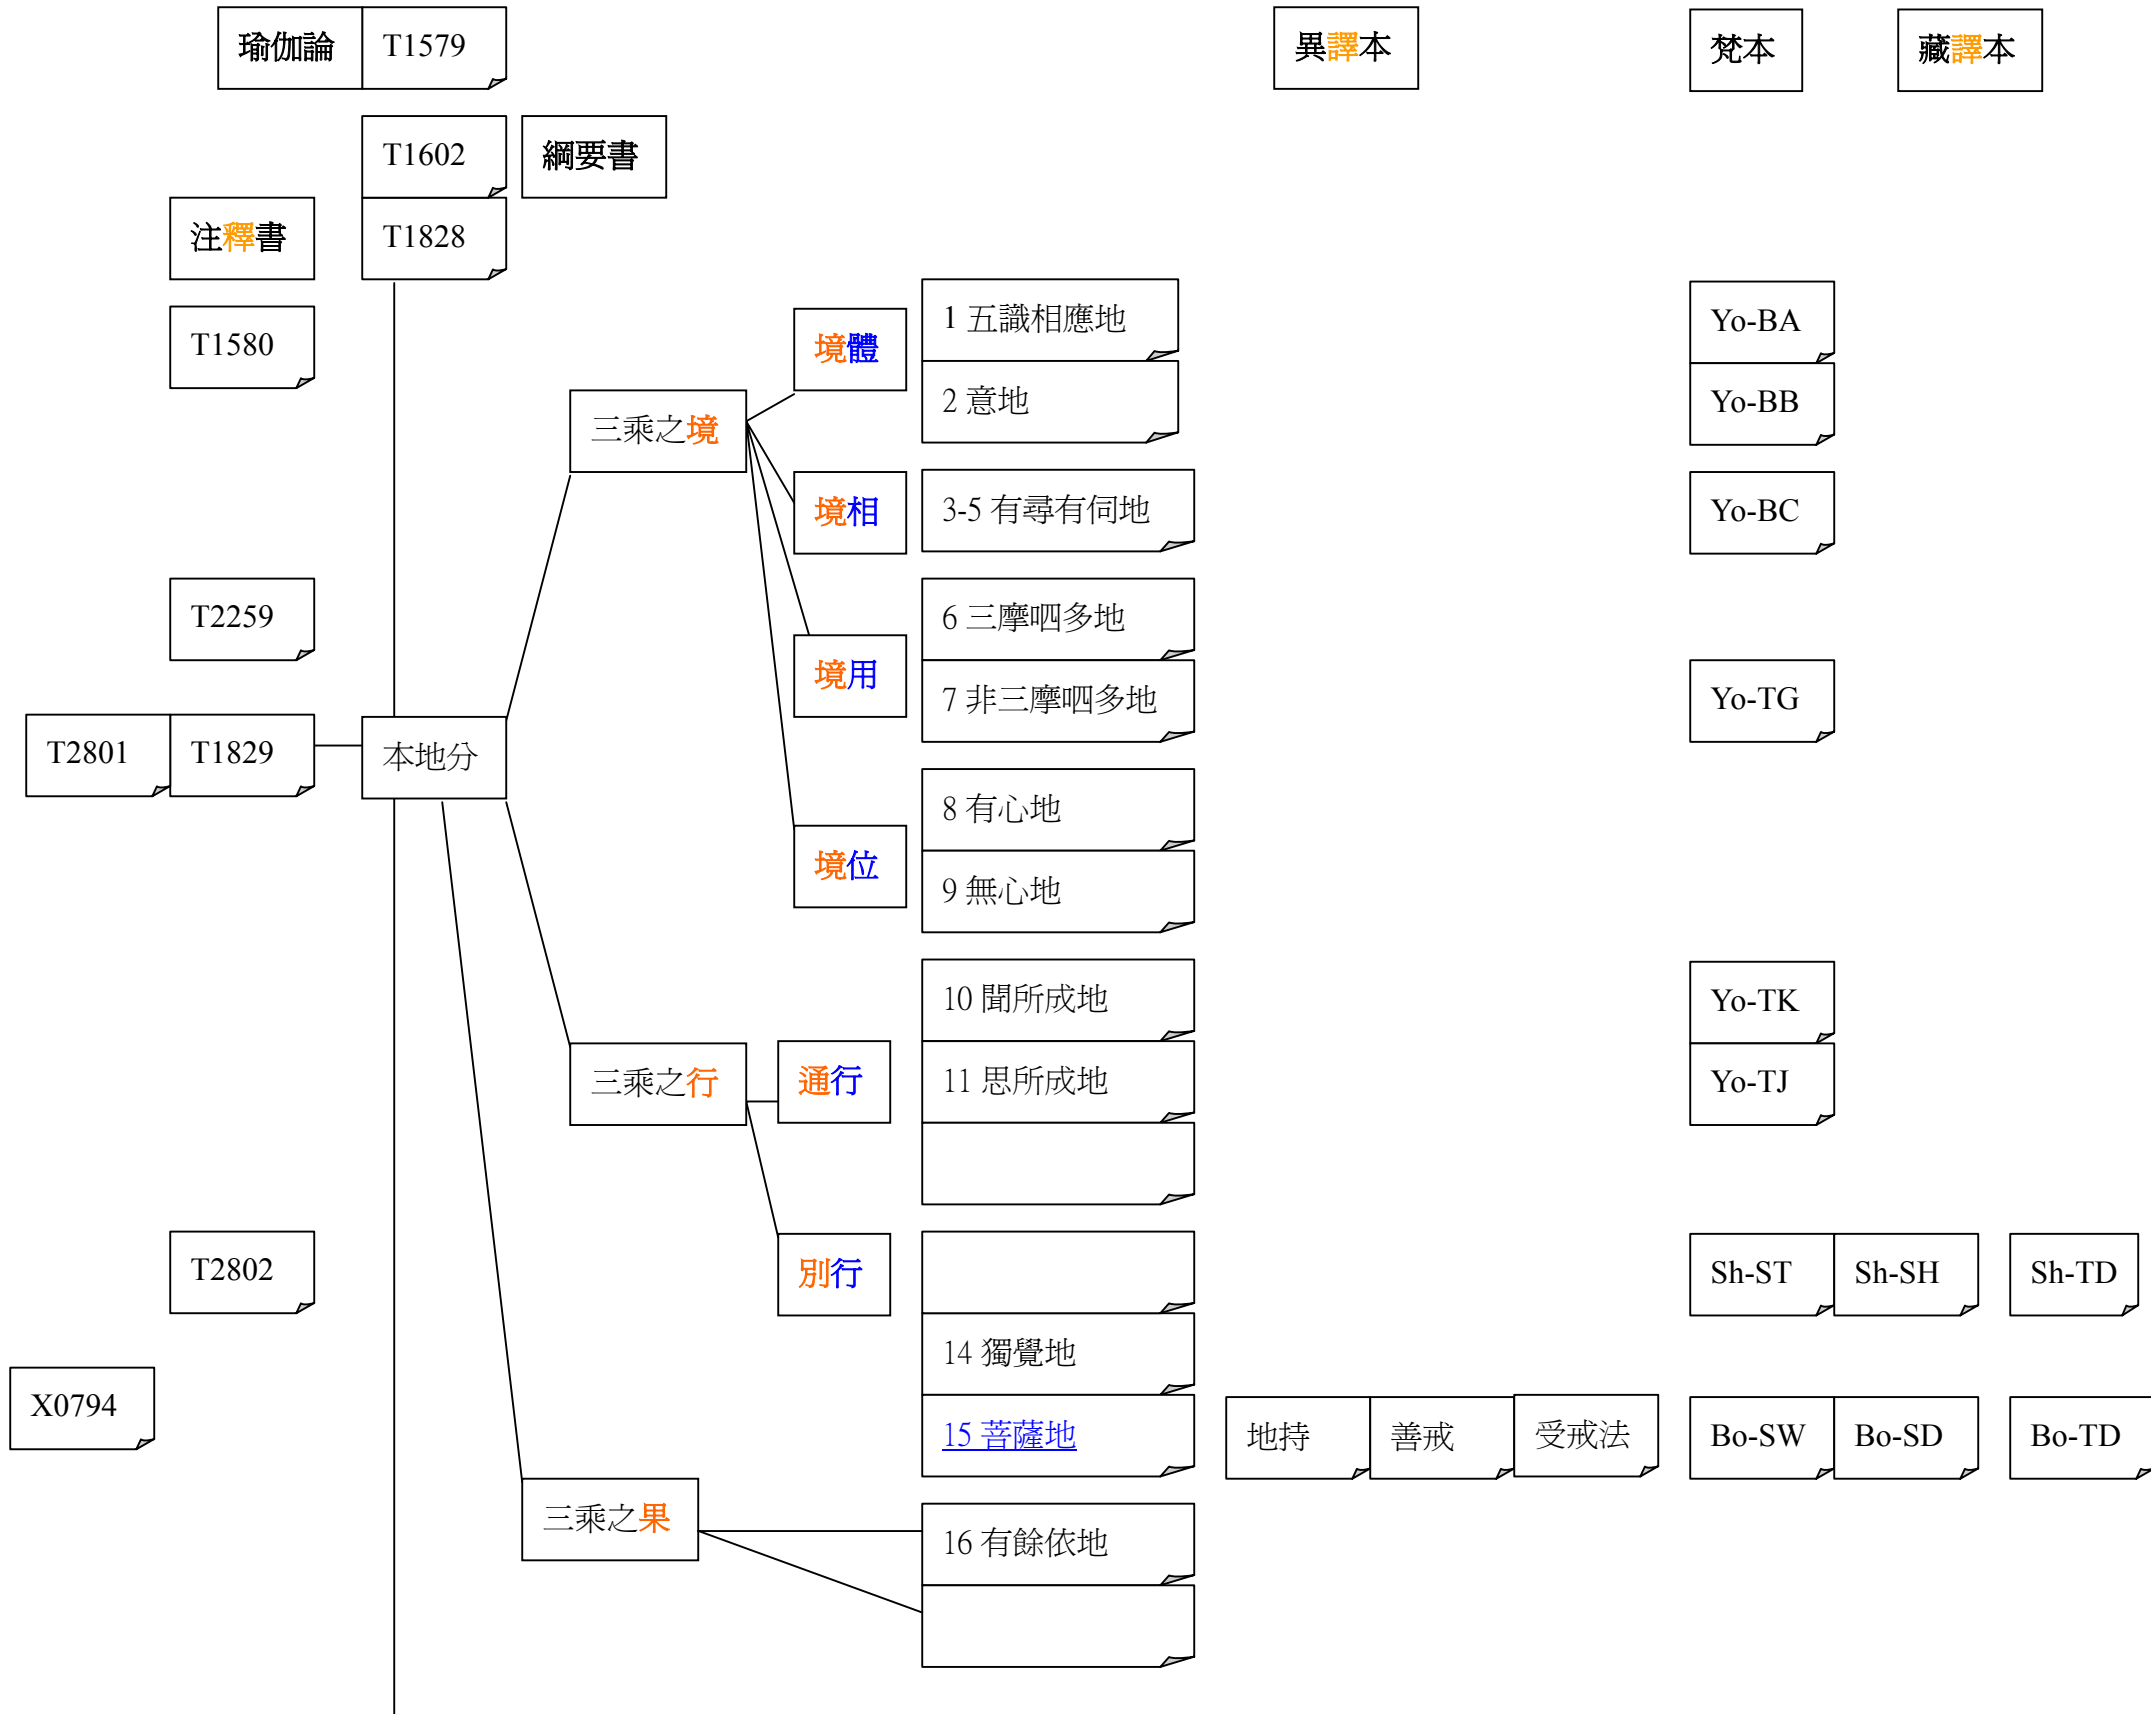 瑜伽論 T1579 異譯本 梵本 藏譯本
T1602 綱要書
注釋書 T1828
T1580 境體 1 五識相應地 Yo-BA
三乘之境 2 意地 Yo-BB
境相 3-5 有尋有伺地 Yo-BC
T2259 6 三摩呬多地
境用 7 非三摩呬多地 Yo-TG
T2801 T1829 本地分
8 有心地
境位 9 無心地
10 聞所成地 Yo-TK
三乘之行 通行 11 思所成地 Yo-TJ
T2802 別行 Sh-ST Sh-SH Sh-TD
14 獨覺地
X0794 15 菩薩地 地持 善戒 受戒法 Bo-SW Bo-SD Bo-TD
三乘之果 16 有餘依地